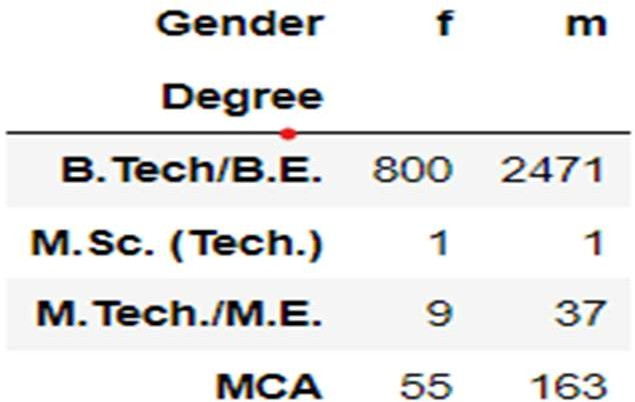 Gender f m
Degree
B.Tech/B.E. 800 2471
M.Sc. (Tech.) 1 1
M.Tech./M.E. 9 37
MCA 55 163